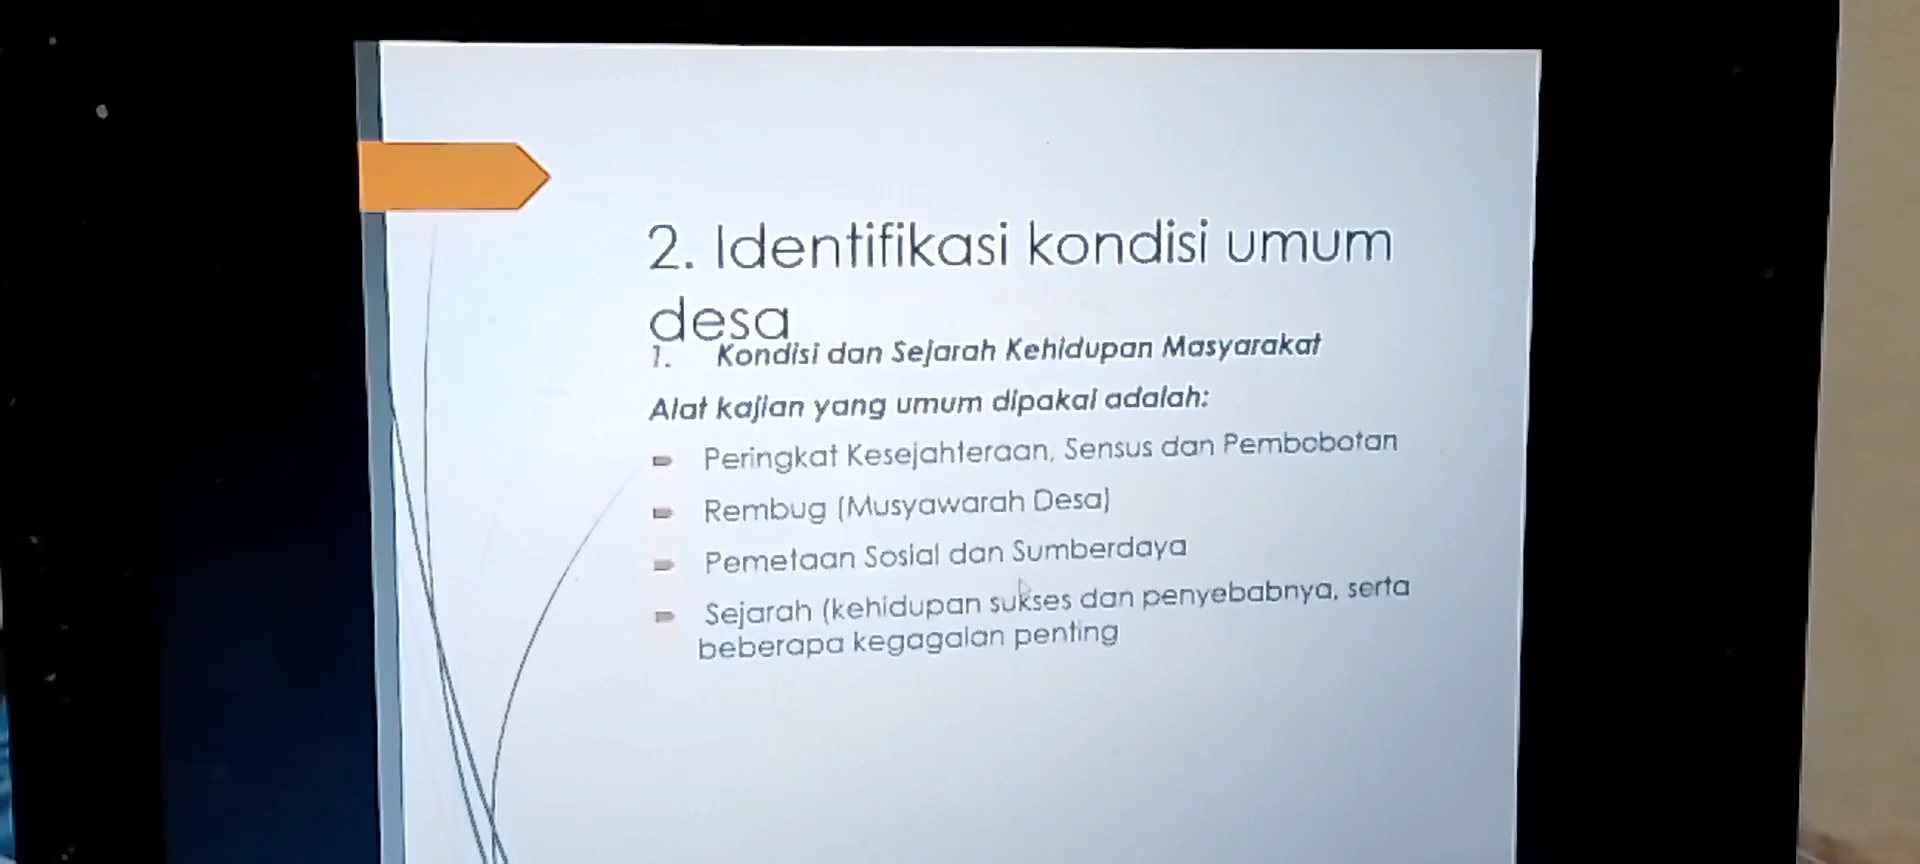 2. Identifikasi kondisi umum
desa
1. Kondisi dan Sejarah Kehidupan Masyarakat
Alat kajian yang umum dipakai adalah:
Peringkat Kesejahteraan, Sensus dan Pembobotan
Rembug (Musyawarah Desa)
Pemetaan Sosial dan Sumberdaya
Sejarah (kehidupan sukses dan penyebabnya, serta
beberapa kegagalan penting